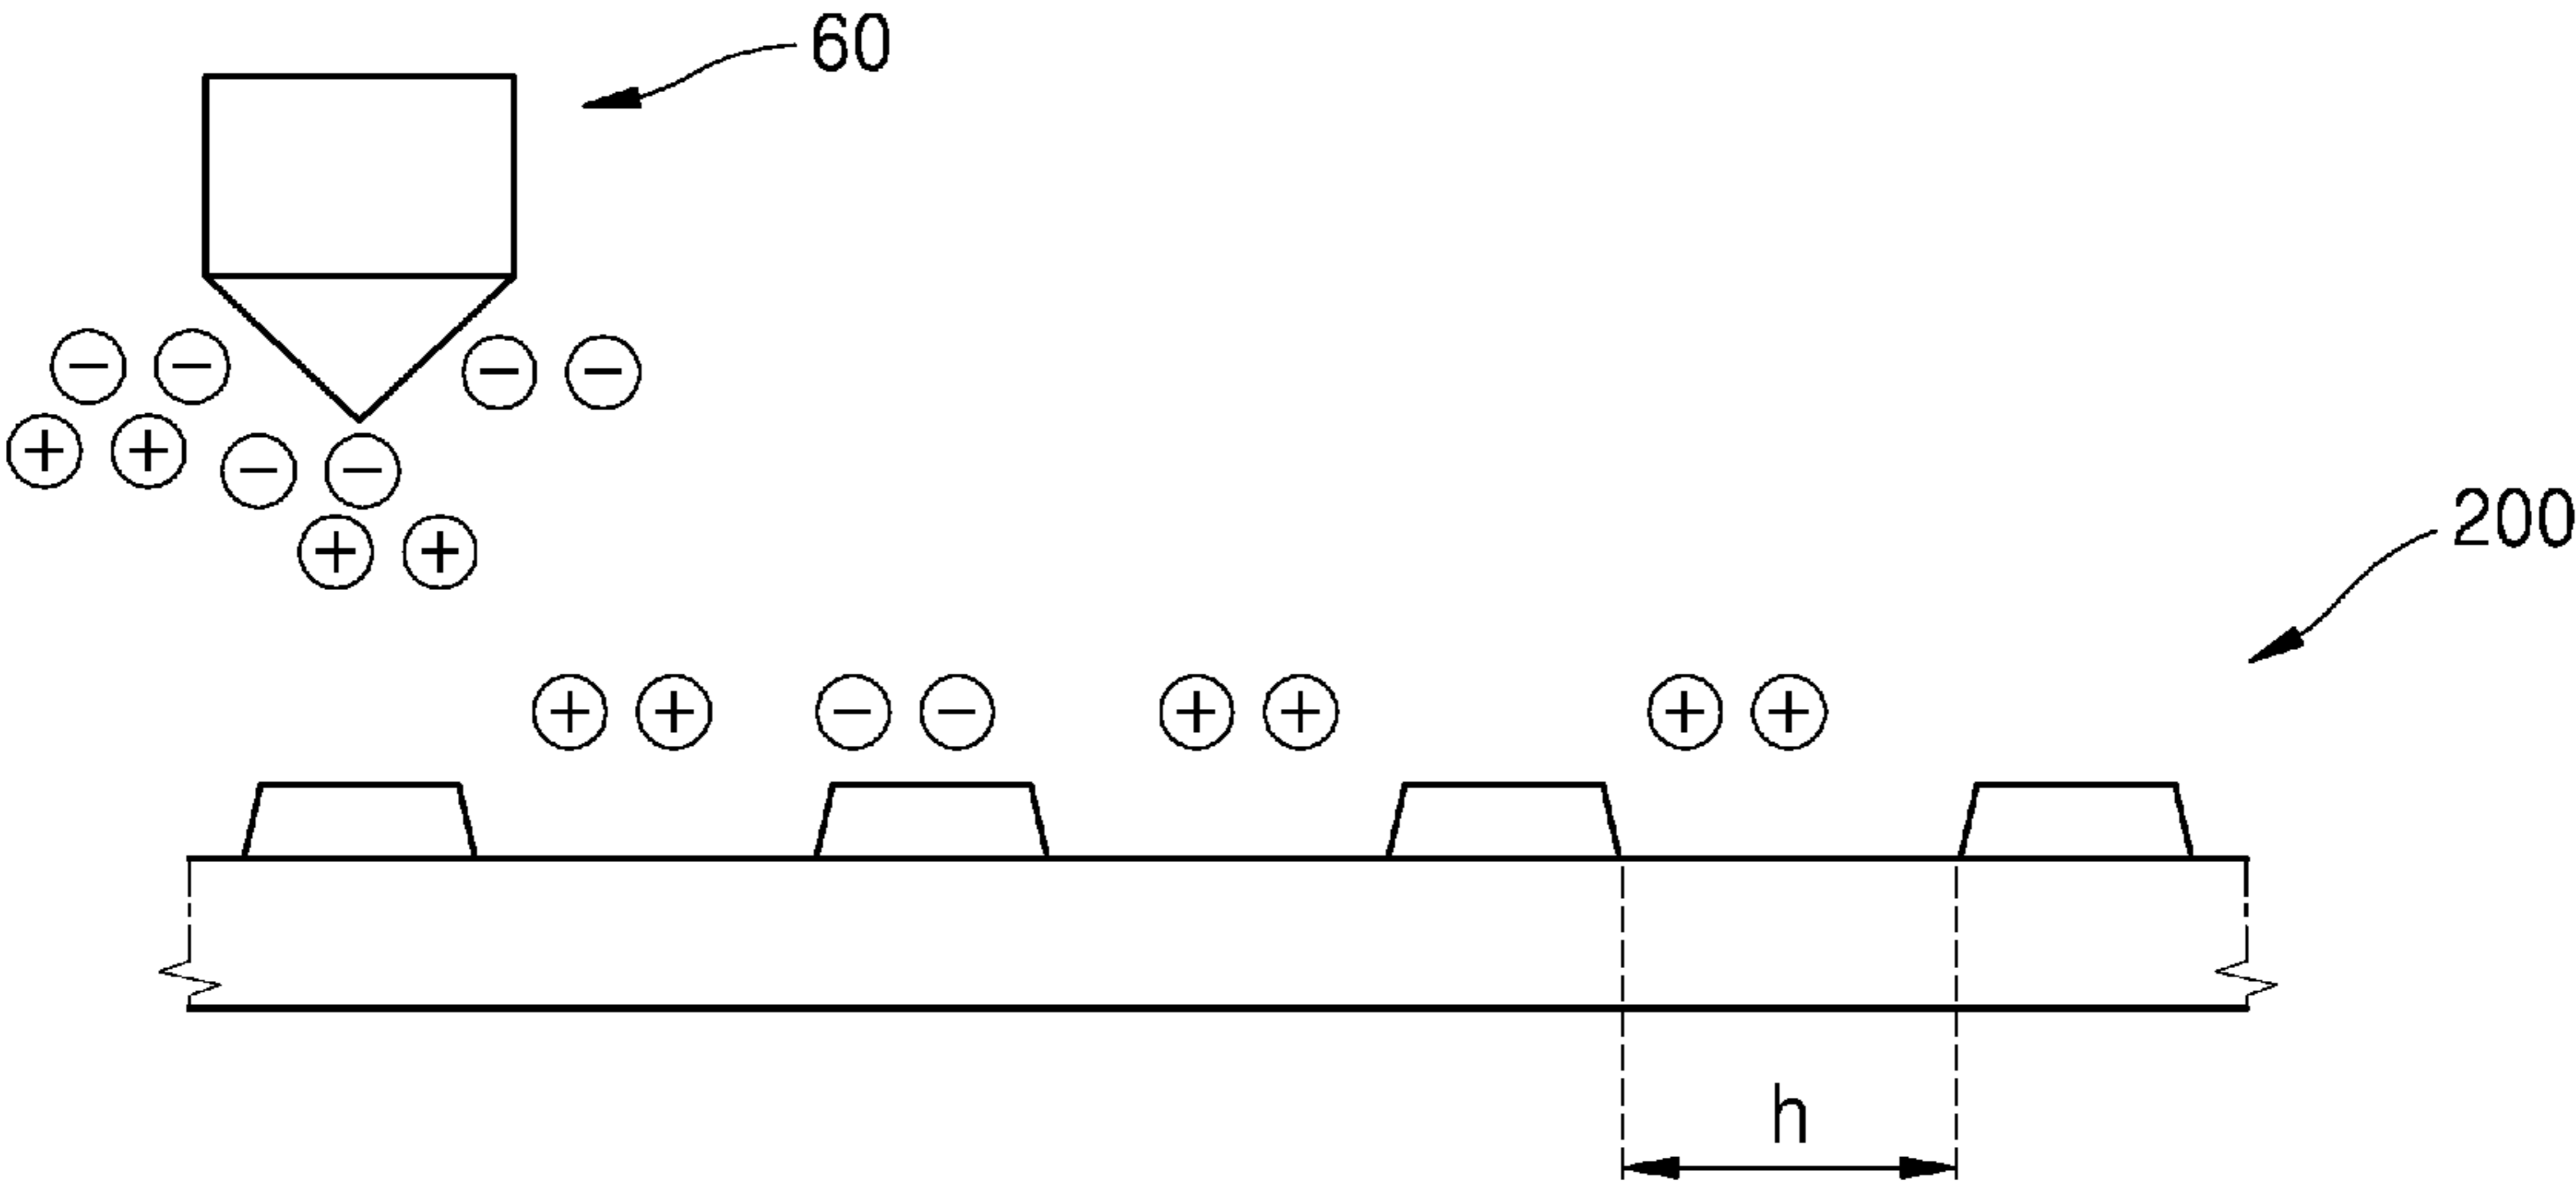 60
− − − −
+ + − −
+ +
200
+ + − − + + + +
h